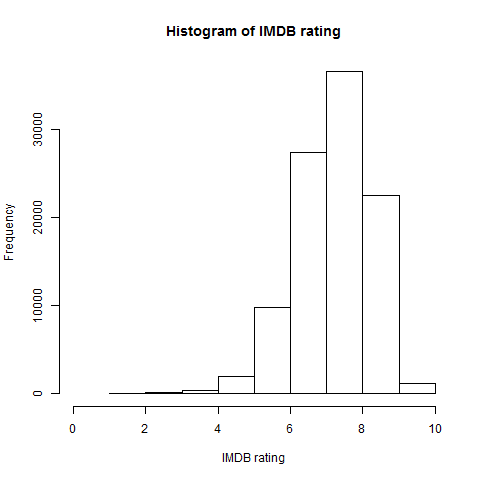 Histogram of IMDB rating
Frequency
30000
20000
10000
0
0 2 4 6 8 10
IMDB rating